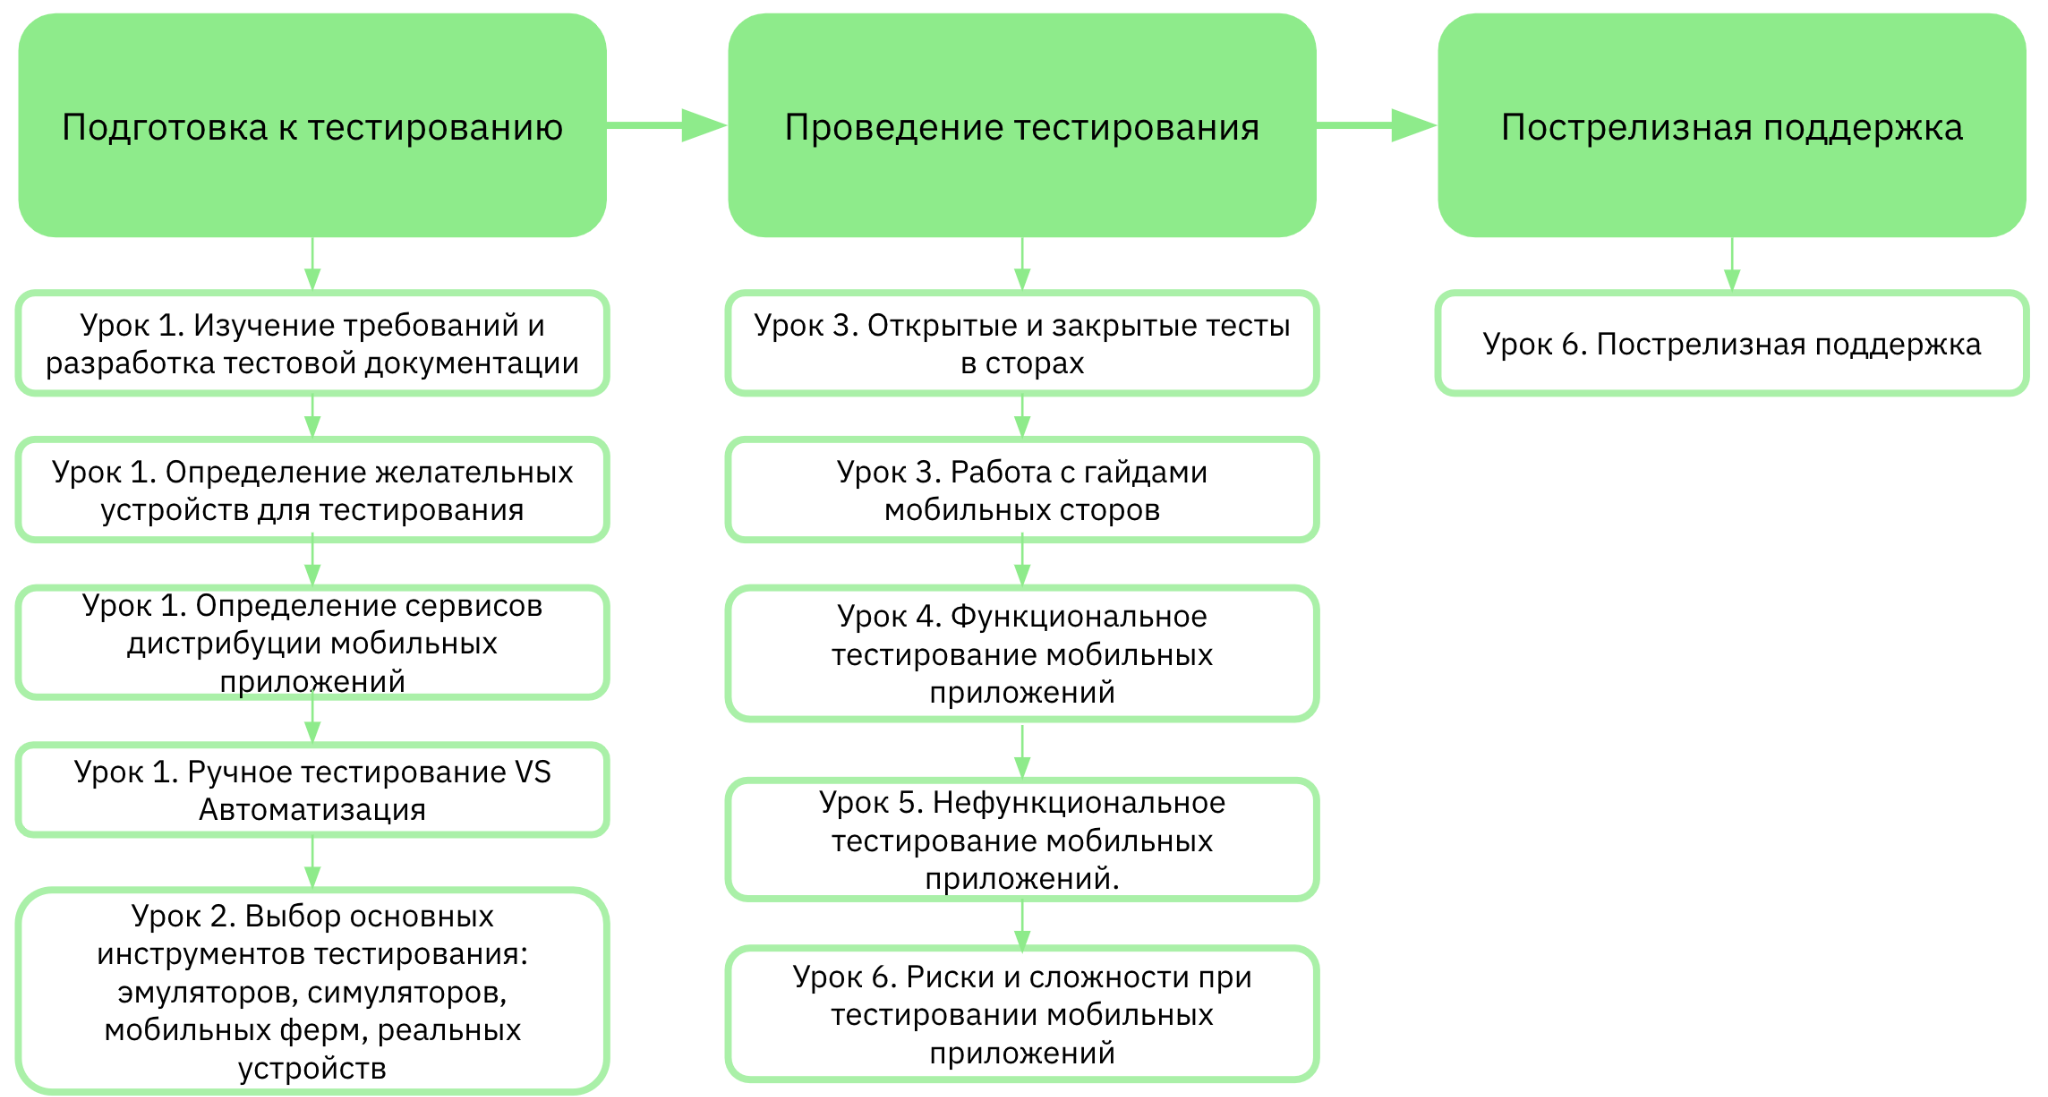 Подготовка к тестированию
Проведение тестирования
Пострелизная поддержка
Урок 1. Изучение требований и
разработка тестовой документации
Урок 1. Определение желательных
устройств для тестирования
Урок 1. Определение сервисов
дистрибуции мобильных
приложений
Урок 1. Ручное тестирование VS
Автоматизация
Урок 2. Выбор основных
инструментов тестирования:
эмуляторов, симуляторов,
мобильных ферм, реальных
устройств
Урок 3. Открытые и закрытые тесты
в сторах
Урок 3. Работа с гайдами
мобильных сторов
Урок 4. Функциональное
тестирование мобильных
приложений
Урок 5. Нефункциональное
тестирование мобильных
приложений.
Урок 6. Риски и сложности при
тестировании мобильных
приложений
Урок 6. Пострелизная поддержка